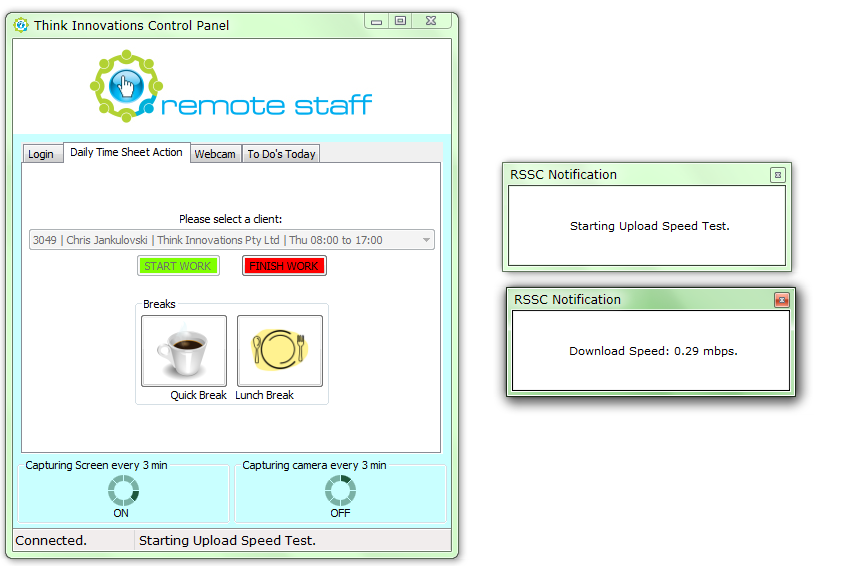 Think Innovations Control Panel
remote staff
Login
Daily Time Sheet Action
Webcam
To Do's Today
Please select a client:
3049 | Chris Jankulovski | Think Innovations Pty Ltd | Thu 08:00 to 17:00
START WORK
FINISH WORK
Breaks
Quick Break
Lunch Break
Capturing Screen every 3 min
ON
Capturing camera every 3 min
OFF
Connected.
Starting Upload Speed Test.
RSSC Notification
Starting Upload Speed Test.
RSSC Notification
Download Speed: 0.29 mbps.